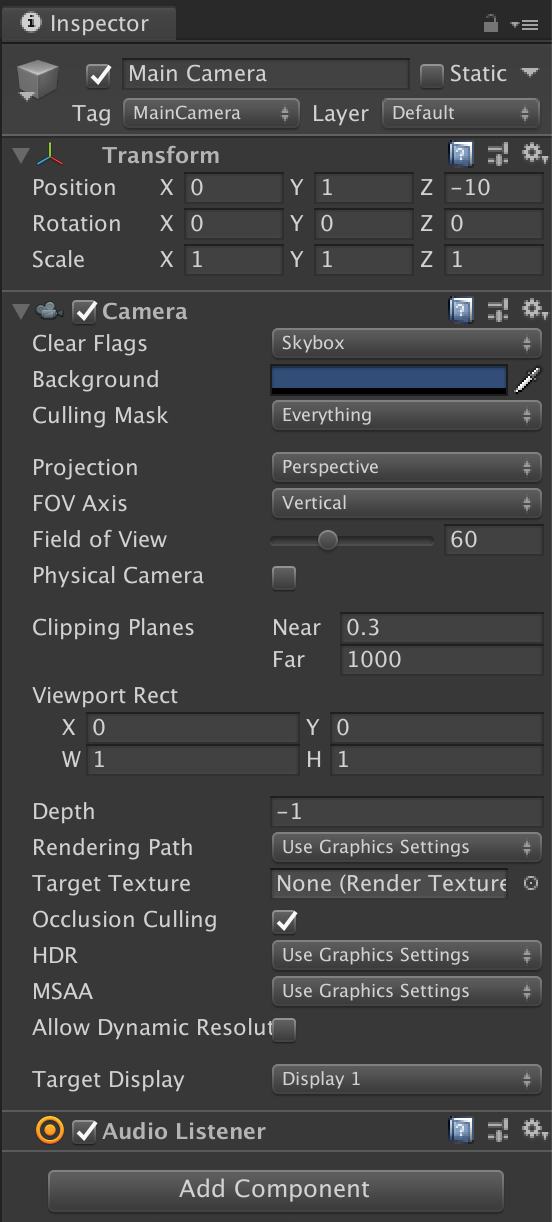 Inspector
Main Camera Static
Tag MainCamera Layer Default
Transform
Position X 0 Y 1 Z -10
Rotation X 0 Y 0 Z 0
Scale X 1 Y 1 Z 1
Camera
Clear Flags Skybox
Background
Culling Mask Everything
Projection Perspective
FOV Axis Vertical
Field of View 60
Physical Camera
Clipping Planes Near 0.3
Far 1000
Viewport Rect
X 0 Y 0
W 1 H 1
Depth -1
Rendering Path Use Graphics Settings
Target Texture None (Render Texture
Occlusion Culling
HDR Use Graphics Settings
MSAA Use Graphics Settings
Allow Dynamic Resolut
Target Display Display 1
Audio Listener
Add Component